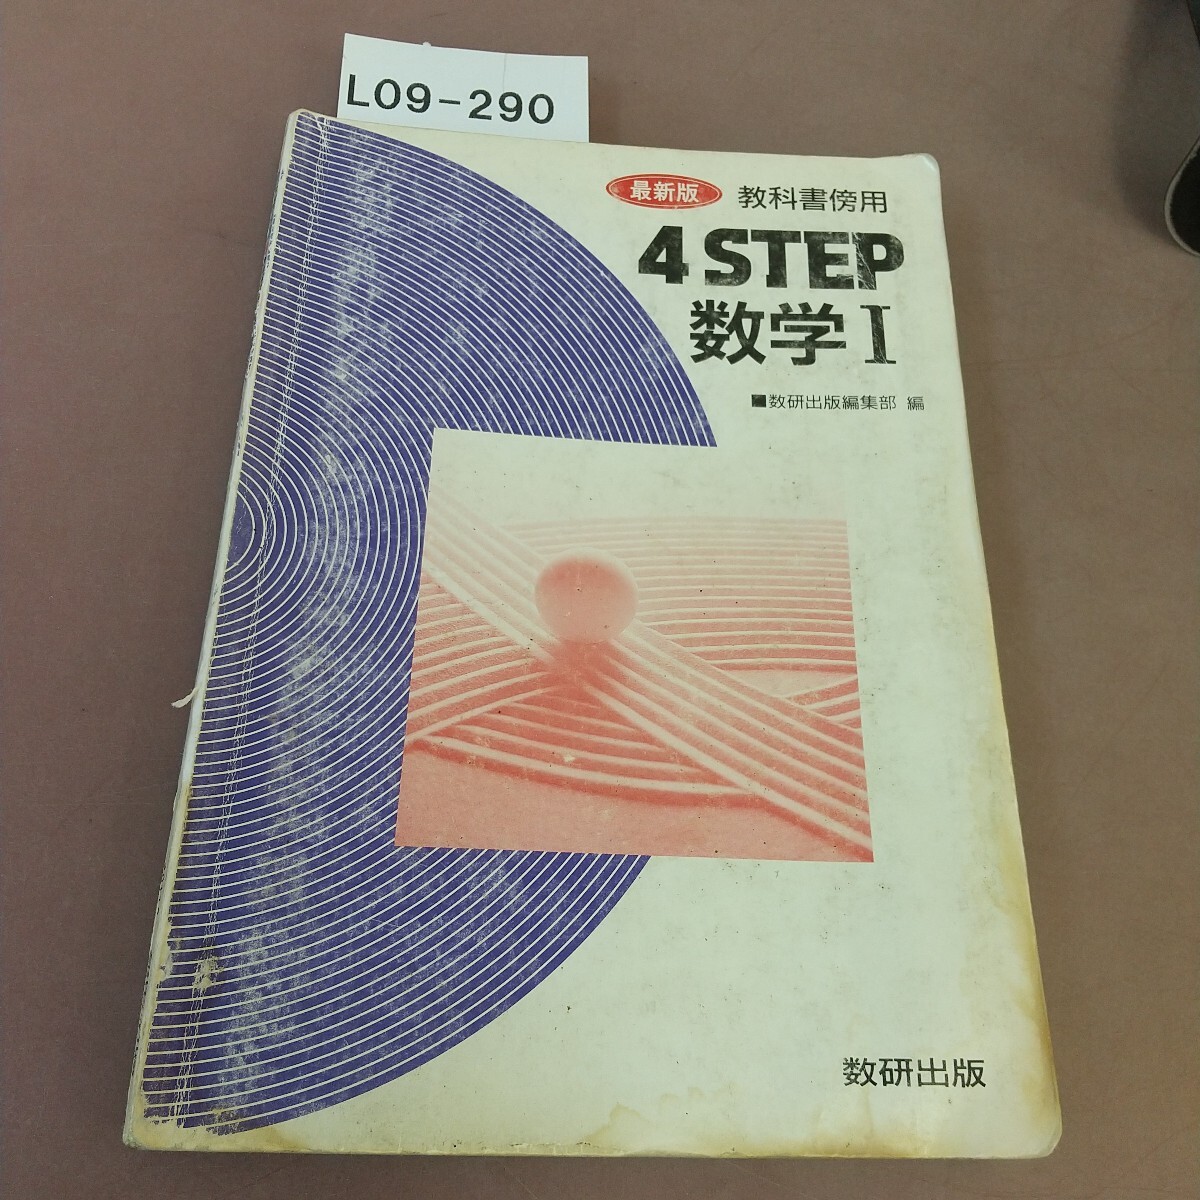 L09-290
最新版
教科書傍用
4STEP
数学I
■数研出版編集部 編
数研出版